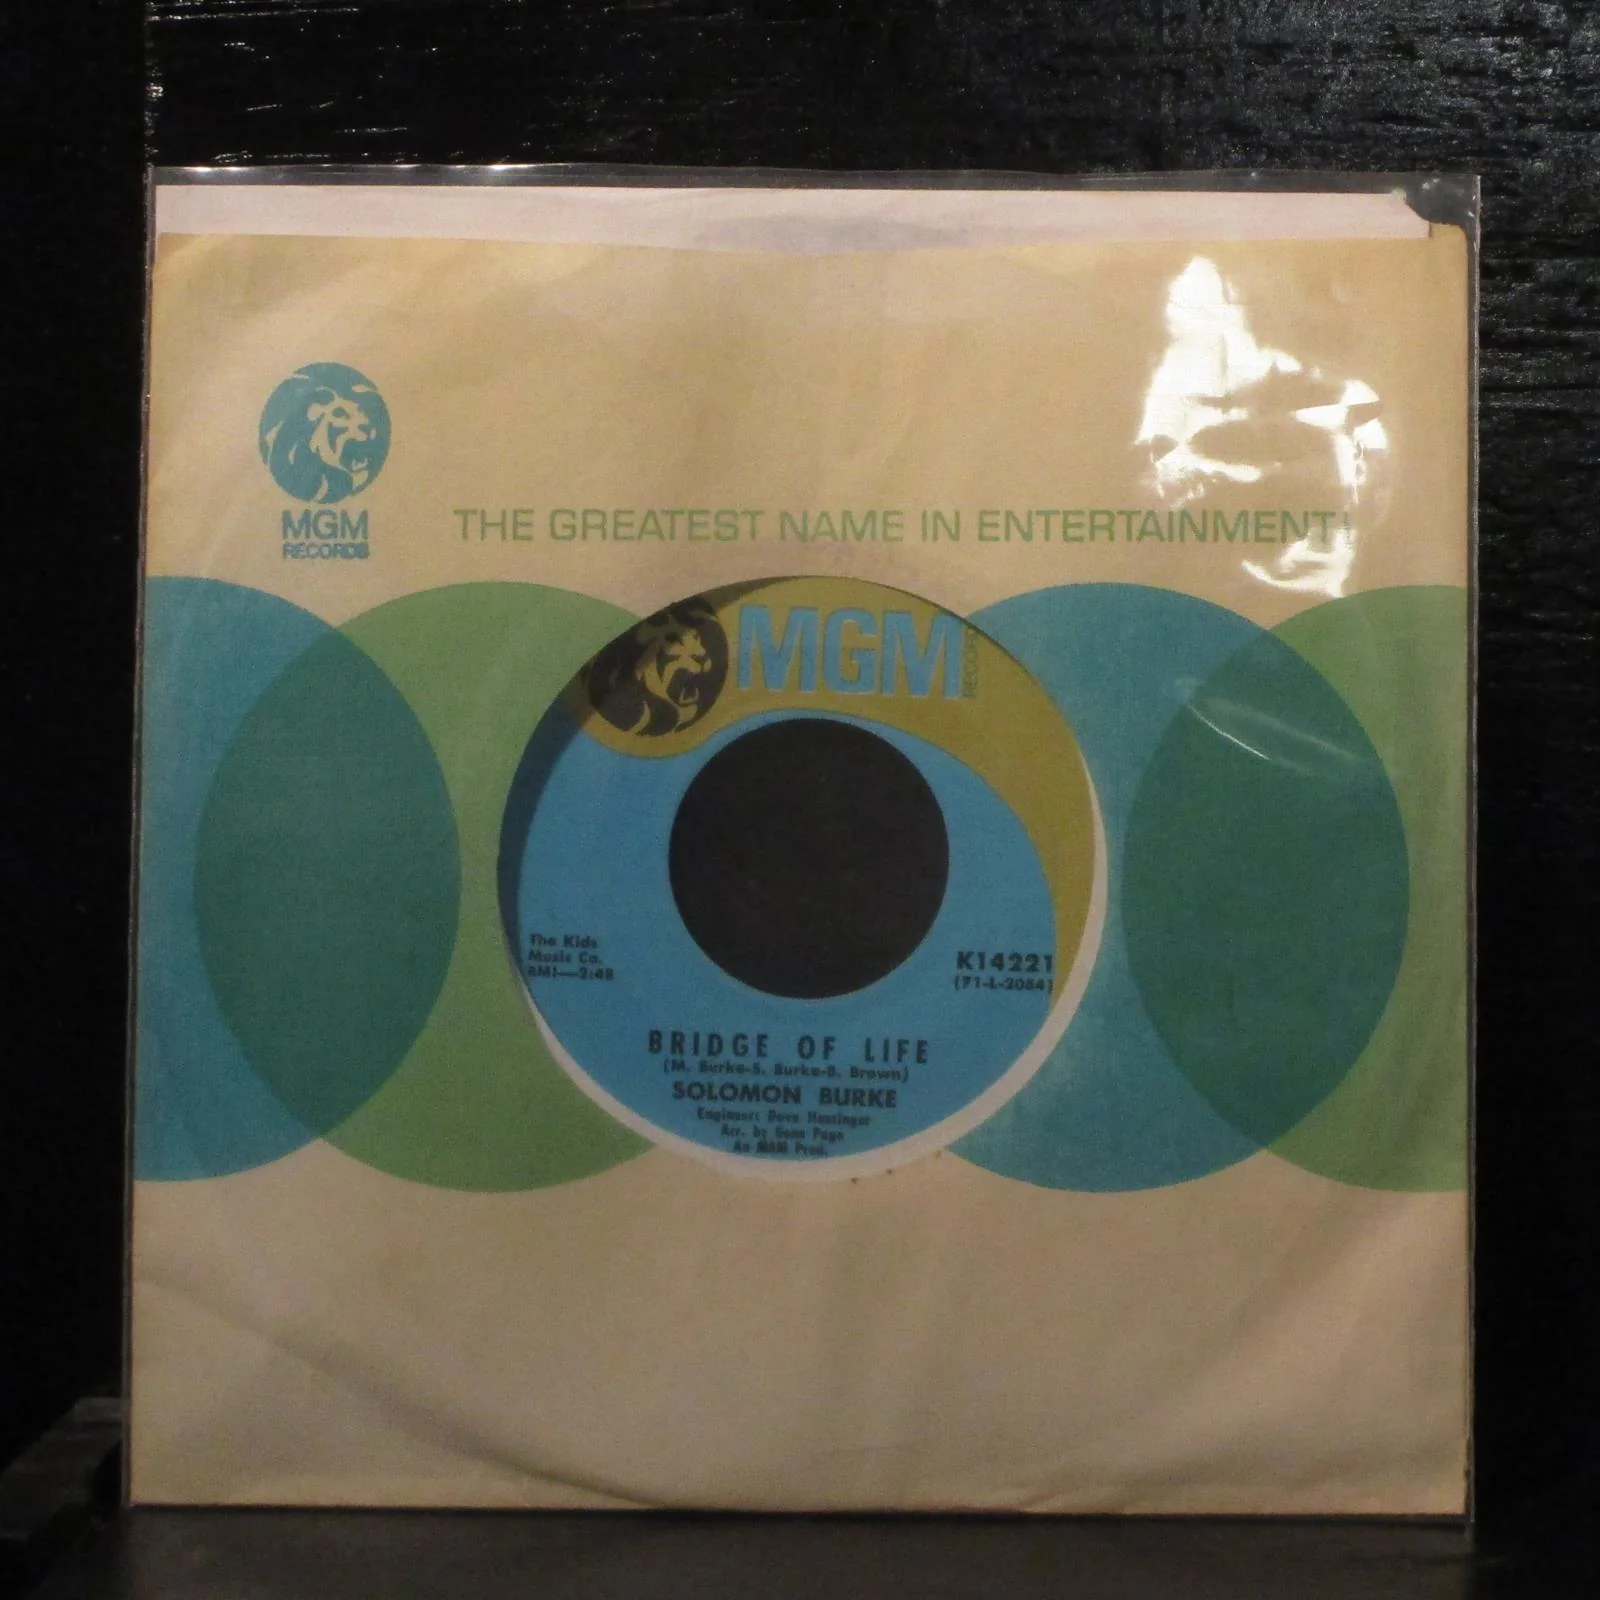 MGM
RECORDS
THE GREATEST NAME IN ENTERTAINMENT!
MGM
RECORDS
The Kids
Music Co.
BMI—2:48
K14221
(71-L-2084)
BRIDGE OF LIFE
(M. Burke-S. Burke-B. Brown)
SOLOMON BURKE
Engineer: Dave Hassinger
Arr. by Gene Page
An MGM Prod.